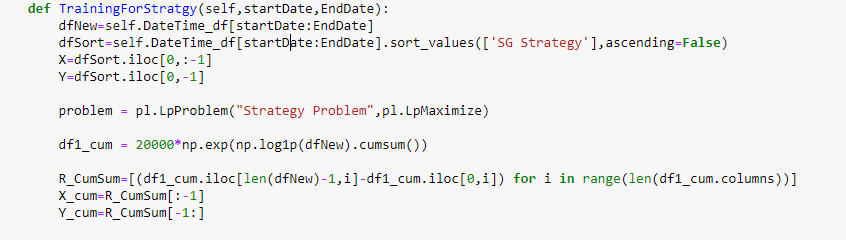 def TrainingForStratgy(self,startDate,EndDate):
    dfNew=self.DateTime_df[startDate:EndDate]
    dfSort=self.DateTime_df[startDate:EndDate].sort_values(['SG Strategy'],ascending=False)
    X=dfSort.iloc[0,:-1]
    Y=dfSort.iloc[0,-1]

    problem = pl.LpProblem("Strategy Problem",pl.LpMaximize)

    df1_cum = 20000*np.exp(np.log1p(dfNew).cumsum())

    R_CumSum=[(df1_cum.iloc[len(dfNew)-1,i]-df1_cum.iloc[0,i]) for i in range(len(df1_cum.columns))]
    X_cum=R_CumSum[:-1]
    Y_cum=R_CumSum[-1:]